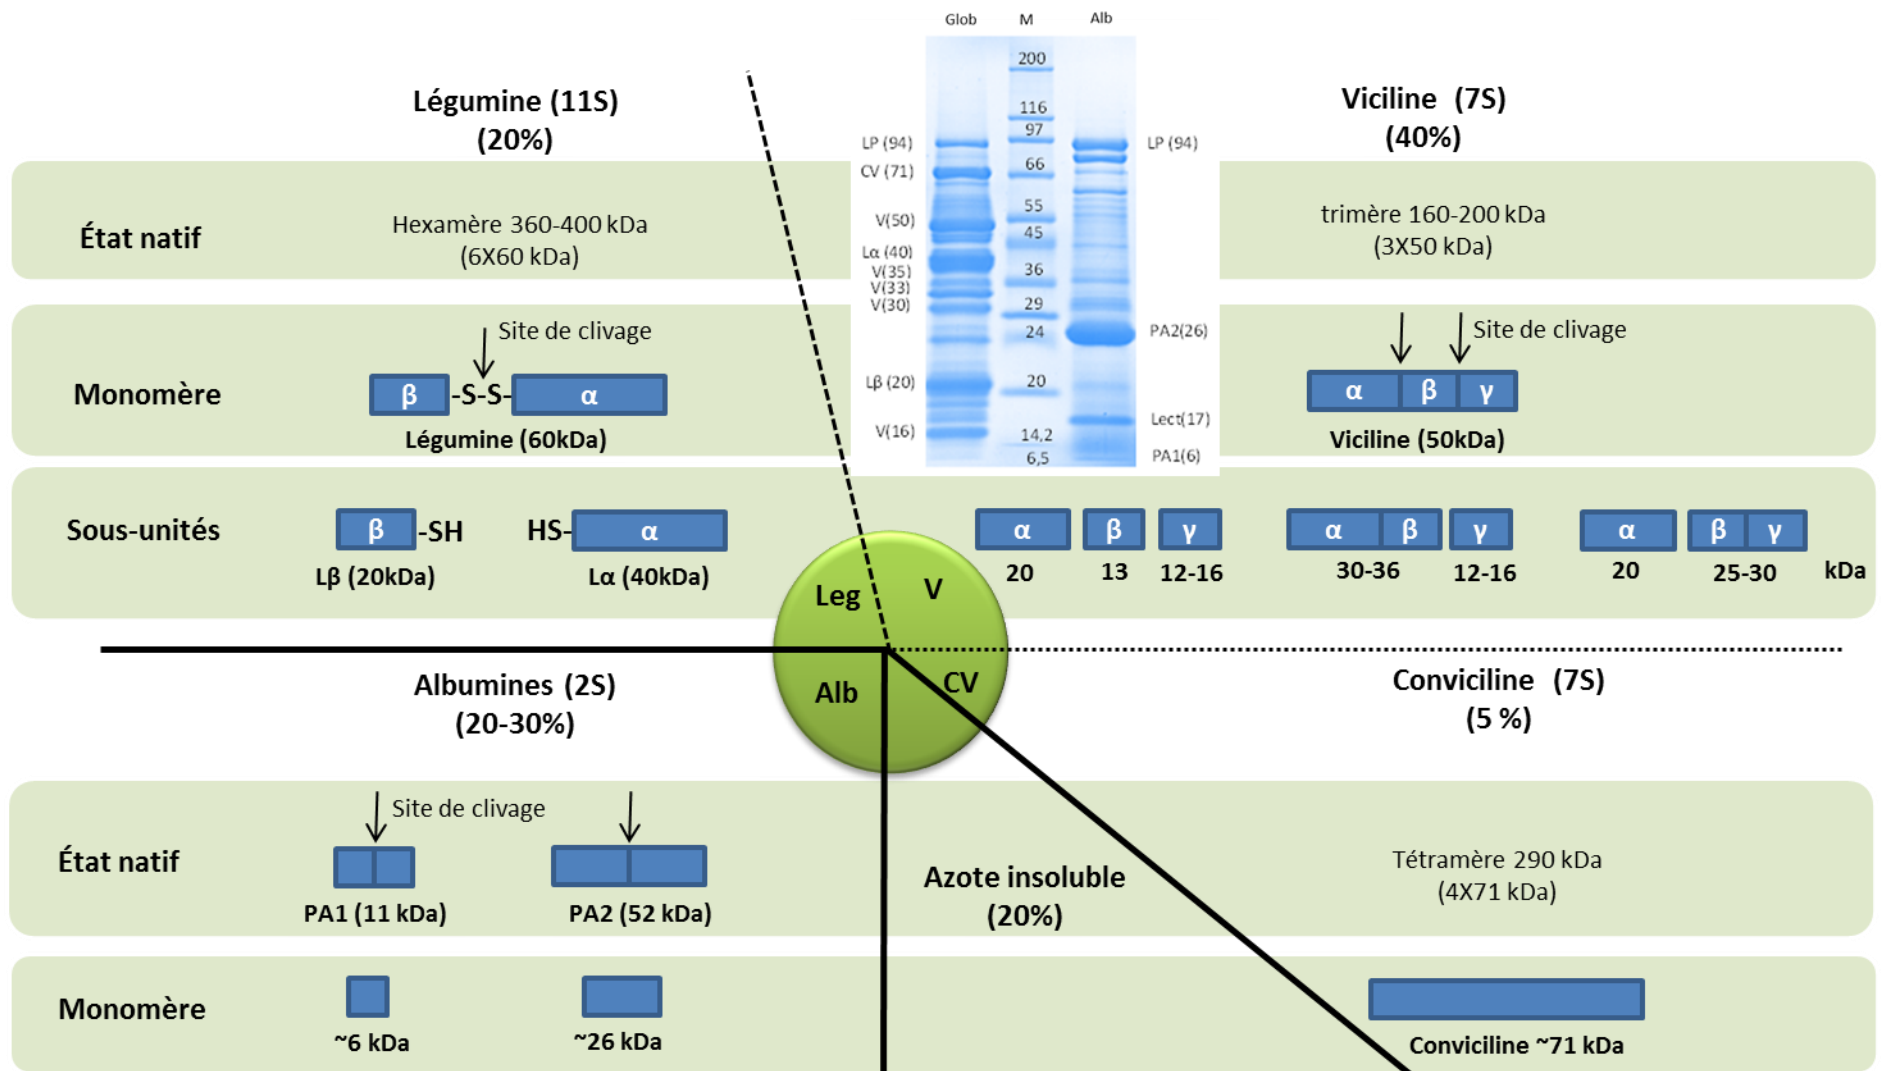 Glob M Alb
Légumine (11S)
(20%)
Viciline (7S)
(40%)
200
116
97
66
55
45
36
29
24
20
14,2
6,5
LP (94)
CV (71)
V(50)
Lα (40)
V(35)
V(33)
V(30)
Lβ (20)
V(16)
LP (94)
PA2(26)
Lect(17)
PA1(6)
État natif
Hexamère 360-400 kDa
(6X60 kDa)
trimère 160-200 kDa
(3X50 kDa)
Monomère
Site de clivage
β -S-S- α
Légumine (60kDa)
Site de clivage
α β γ
Viciline (50kDa)
Sous-unités
β -SH HS- α
Lβ (20kDa) Lα (40kDa)
α β γ α β γ α β γ
20 13 12-16 30-36 12-16 20 25-30 kDa
Leg V
Alb CV
Albumines (2S)
(20-30%)
Conviciline (7S)
(5 %)
État natif
Site de clivage
PA1 (11 kDa) PA2 (52 kDa)
Azote insoluble
(20%)
Tétramère 290 kDa
(4X71 kDa)
Monomère
~6 kDa ~26 kDa
Conviciline ~71 kDa